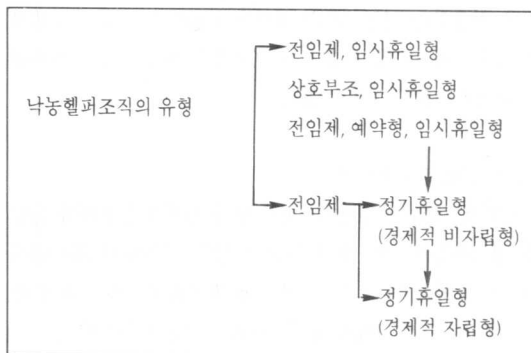 전임제, 임시휴일형
상호부조, 임시휴일형
낙농헬퍼조직의 유형
전임제, 예약형, 임시휴일형
전임제 정기휴일형
(경제적 비자립형)
정기휴일형
(경제적 자립형)